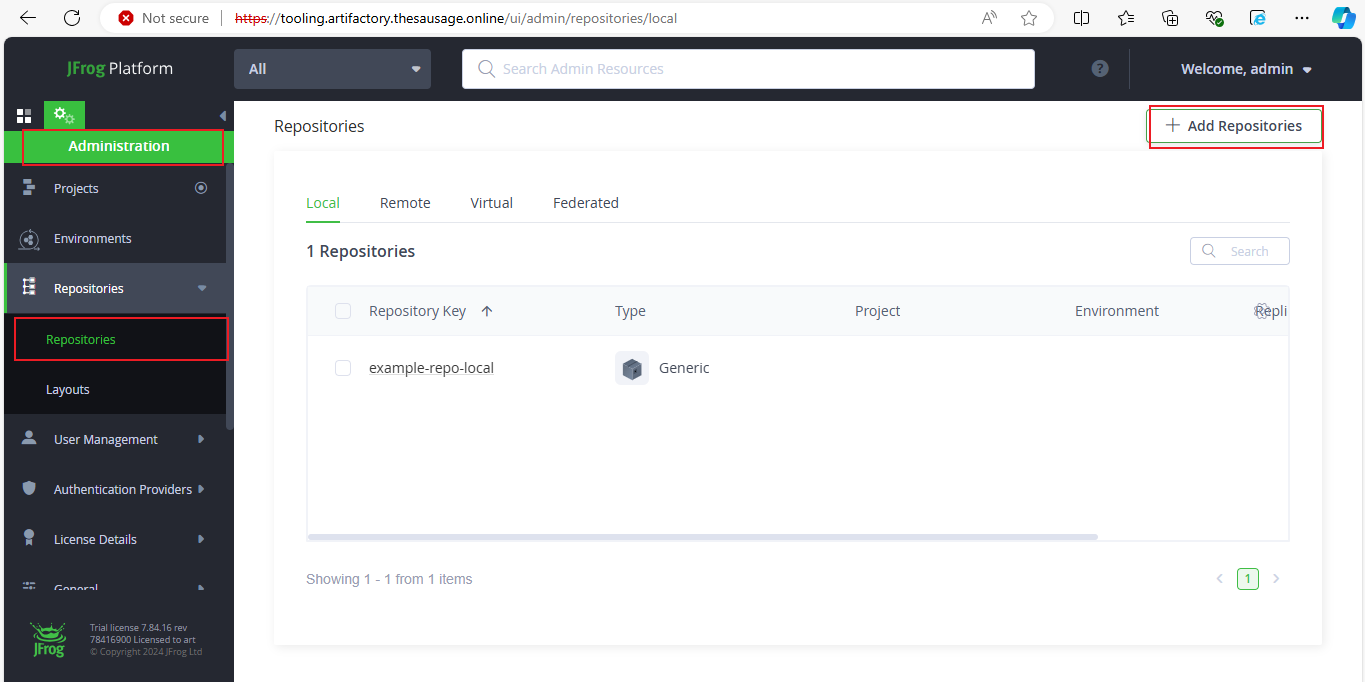 Not secure https://tooling.artifactory.thesausage.online/ui/admin/repositories/local
JFrog Platform
All
Search Admin Resources
?
Welcome, admin
Administration
Projects
Environments
Repositories
Repositories
Layouts
User Management
Authentication Providers
License Details
General
JFrog
Trial license 7.84.16 rev
78416900 Licensed to art
© Copyright 2024 JFrog Ltd
Repositories
+ Add Repositories
Local Remote Virtual Federated
1 Repositories
Search
Repository Key Type Project Environment Repli
example-repo-local Generic
Showing 1 - 1 from 1 items
1